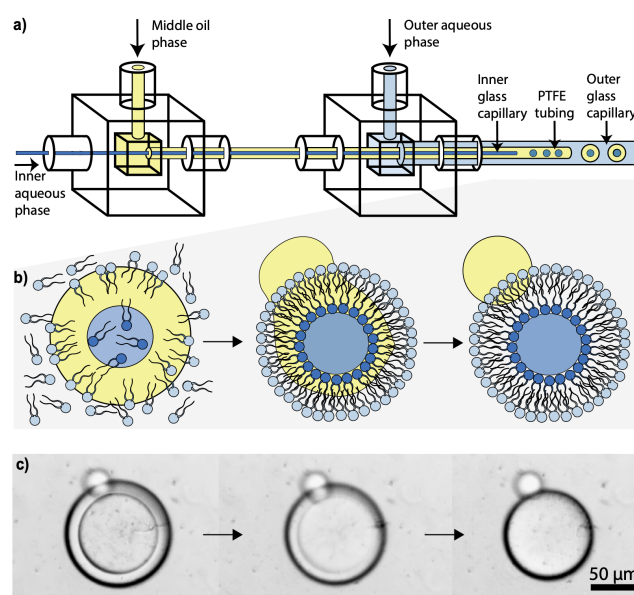 a)
Middle oil
phase
Outer aqueous
phase
Inner
glass
capillary
PTFE
tubing
Outer
glass
capillary
Inner
aqueous
phase
b)
c)
50 µm